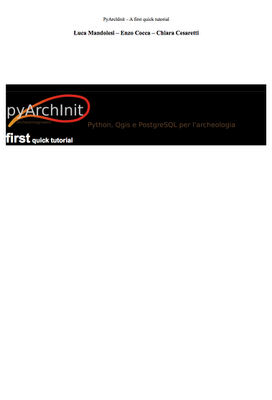 PyArchInit - A first quick tutorial
Luca Mandolesi – Enzo Cocca – Chiara Cesaretti
pyArchInit
Python, Qgis e PostgreSQL per l'archeologia
first quick tutorial